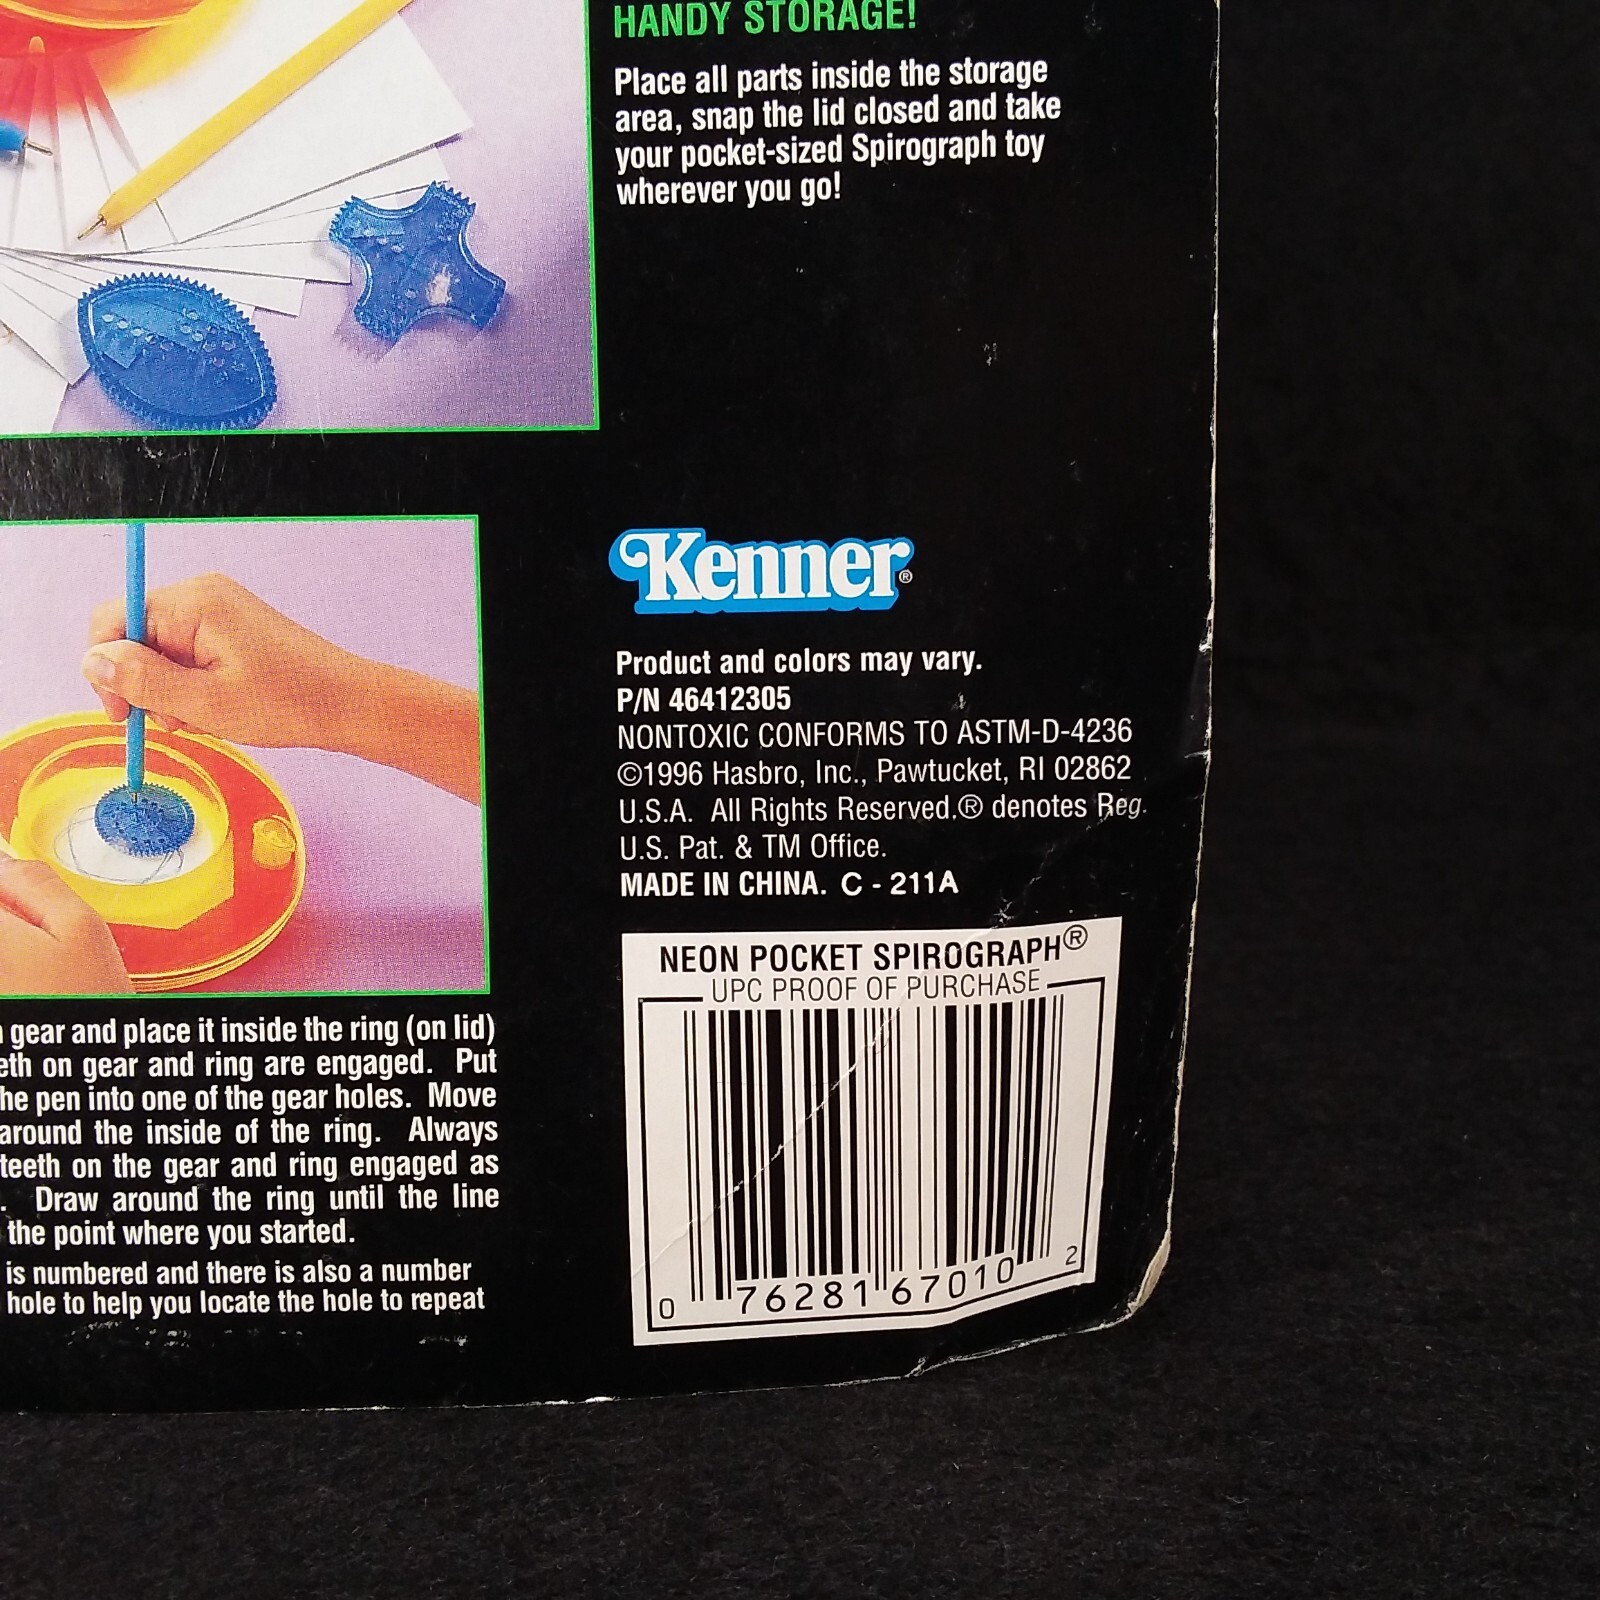 HANDY STORAGE!
Place all parts inside the storage
area, snap the lid closed and take
your pocket-sized Spirograph toy
wherever you go!
Kenner®
Product and colors may vary.
P/N 46412305
NONTOXIC CONFORMS TO ASTM-D-4236
©1996 Hasbro, Inc., Pawtucket, RI 02862
U.S.A. All Rights Reserved.® denotes Reg.
U.S. Pat. & TM Office.
MADE IN CHINA. C - 211A
NEON POCKET SPIROGRAPH®
UPC PROOF OF PURCHASE
0 76281 67010 2
gear and place it inside the ring (on lid)
eth on gear and ring are engaged. Put
he pen into one of the gear holes. Move
around the inside of the ring. Always
teeth on the gear and ring engaged as
. Draw around the ring until the line
the point where you started.
is numbered and there is also a number
hole to help you locate the hole to repeat